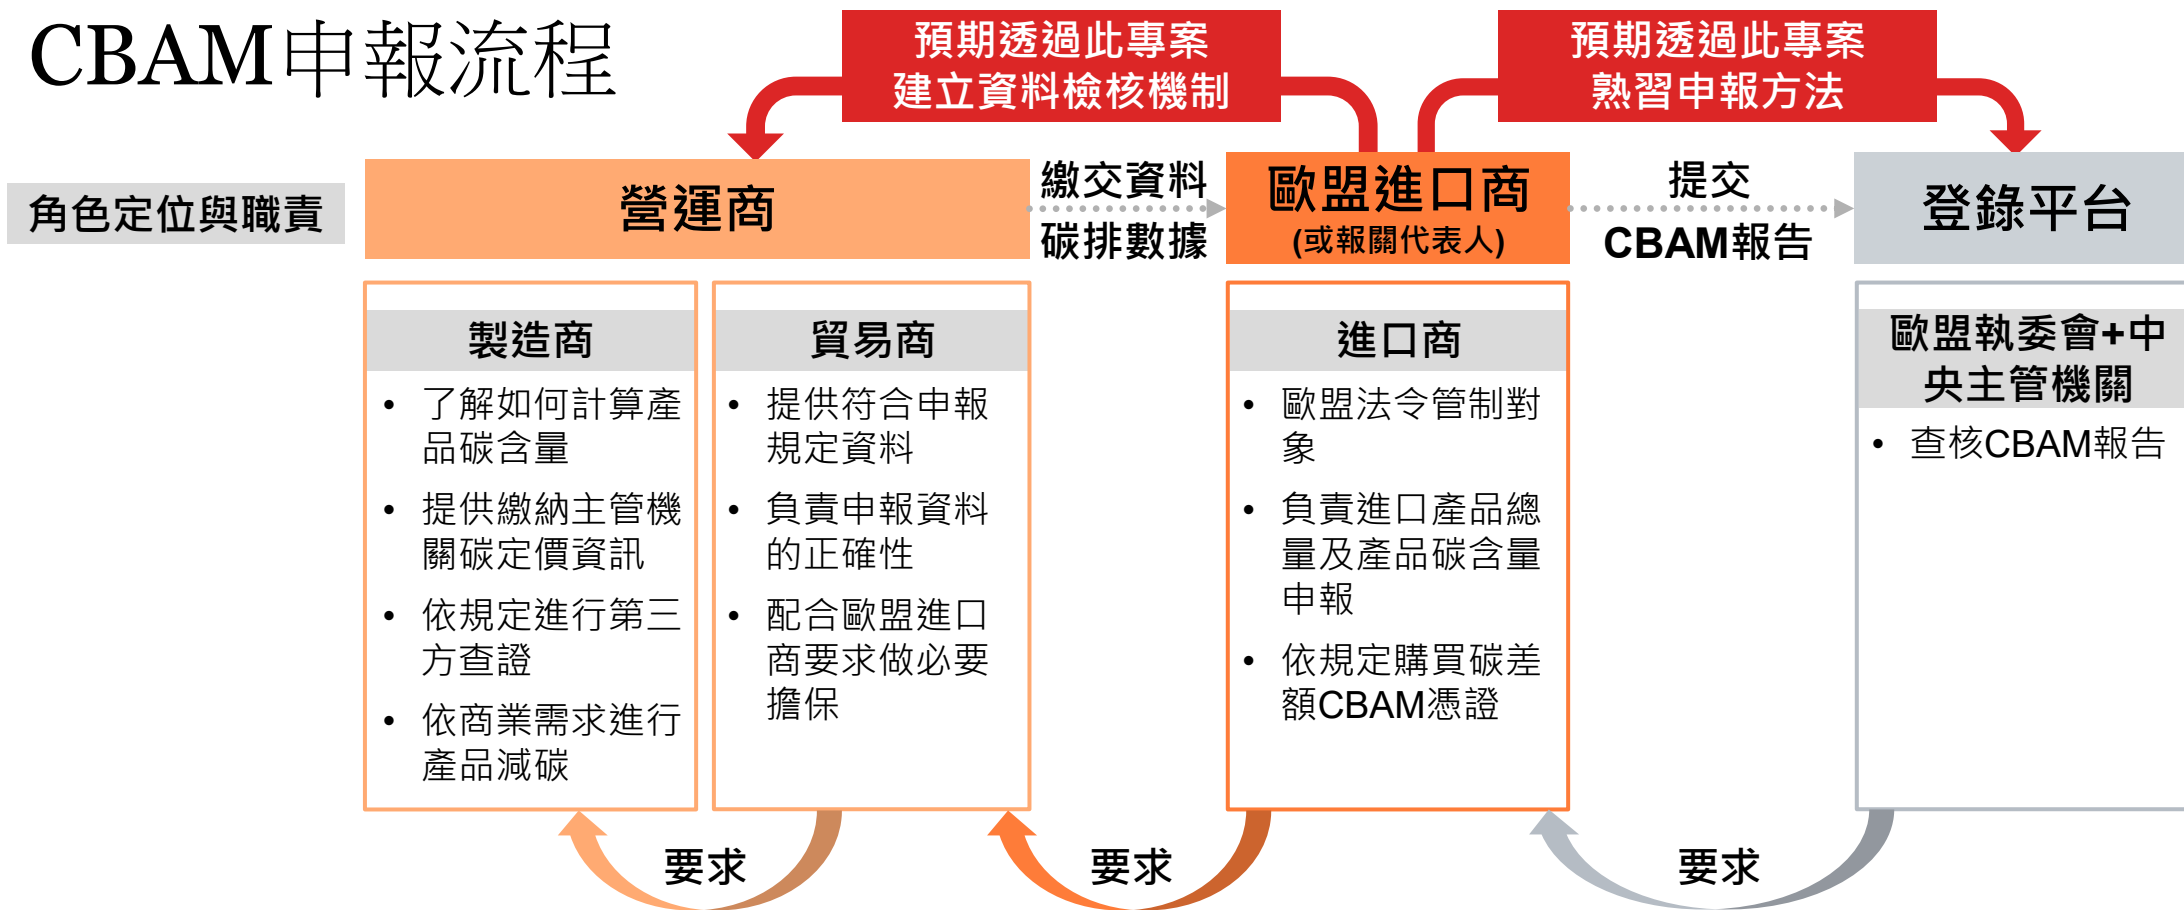 CBAM申報流程
預期透過此專案
建立資料檢核機制
預期透過此專案
熟習申報方法
角色定位與職責
營運商
繳交資料
碳排數據
歐盟進口商
(或報關代表人)
提交
CBAM報告
登錄平台
製造商
• 了解如何計算產
品碳含量
• 提供繳納主管機
關碳定價資訊
• 依規定進行第三
方查證
• 依商業需求進行
產品減碳
貿易商
• 提供符合申報
規定資料
• 負責申報資料
的正確性
• 配合歐盟進口
商要求做必要
擔保
進口商
• 歐盟法令管制對
象
• 負責進口產品總
量及產品碳含量
申報
• 依規定購買碳差
額CBAM憑證
歐盟執委會+中
央主管機關
• 查核CBAM報告
要求
要求
要求